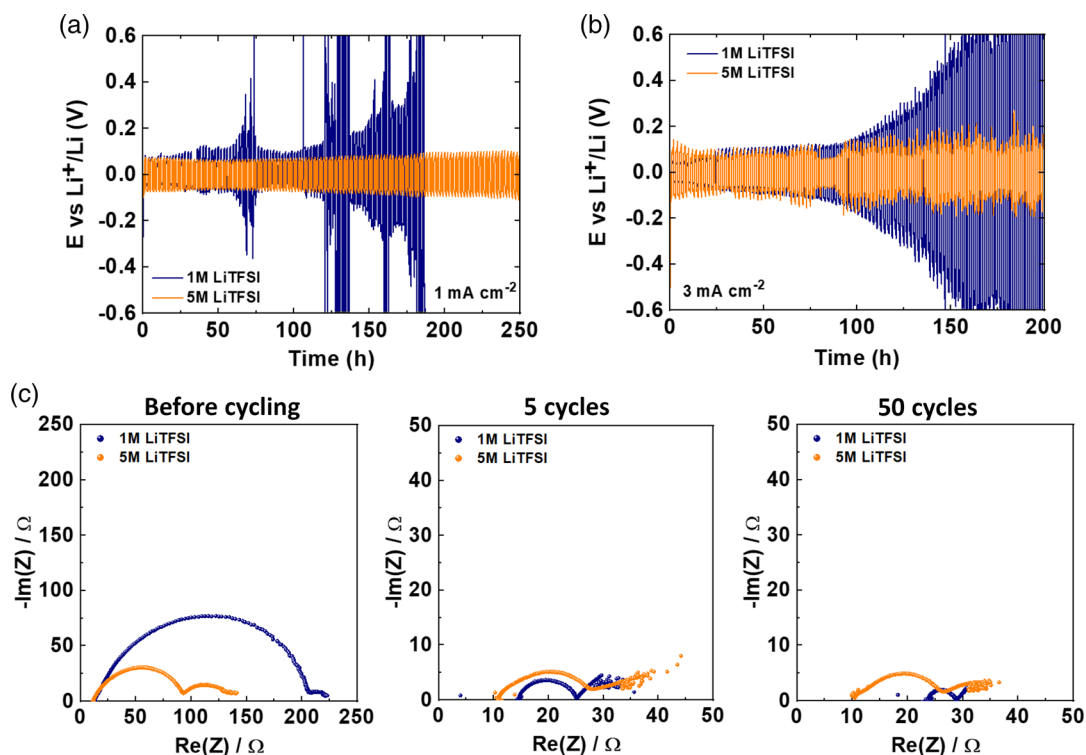 (a)
0.6
0.4
0.2
0.0
-0.2
-0.4
-0.6
E vs Li⁺/Li (V)
1M LiTFSI
5M LiTFSI
1 mA cm⁻²
0 50 100 150 200 250
Time (h)
(b)
0.6
0.4
0.2
0.0
-0.2
-0.4
-0.6
E vs Li⁺/Li (V)
1M LiTFSI
5M LiTFSI
3 mA cm⁻²
0 50 100 150 200
Time (h)
(c)
Before cycling
250
200
150
100
50
0
-Im(Z) / Ω
1M LiTFSI
5M LiTFSI
0 50 100 150 200 250
Re(Z) / Ω
5 cycles
50
40
30
20
10
0
-Im(Z) / Ω
1M LiTFSI
5M LiTFSI
0 10 20 30 40 50
Re(Z) / Ω
50 cycles
50
40
30
20
10
0
-Im(Z) / Ω
1M LiTFSI
5M LiTFSI
0 10 20 30 40 50
Re(Z) / Ω